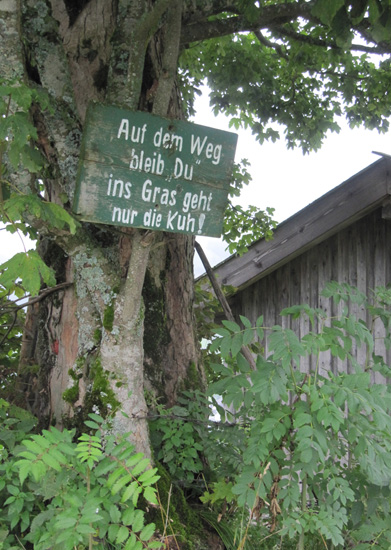 Auf dem Weg
bleib Du
ins Gras geht
nur die Kuh!